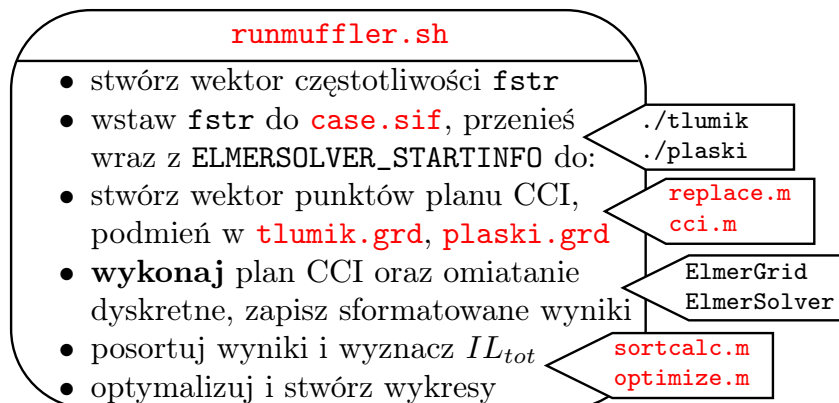 runmuffler.sh
• stwórz wektor częstotliwości fstr
• wstaw fstr do case.sif, przenieś
wraz z ELMERSOLVER_STARTINFO do:
./tlumik
./plaski
• stwórz wektor punktów planu CCI,
podmień w tlumik.grd, plaski.grd
replace.m
cci.m
• wykonaj plan CCI oraz omiatanie
dyskretne, zapisz sformatowane wyniki
ElmerGrid
ElmerSolver
• posortuj wyniki i wyznacz IL_{tot}
• optymalizuj i stwórz wykresy
sortcalc.m
optimize.m